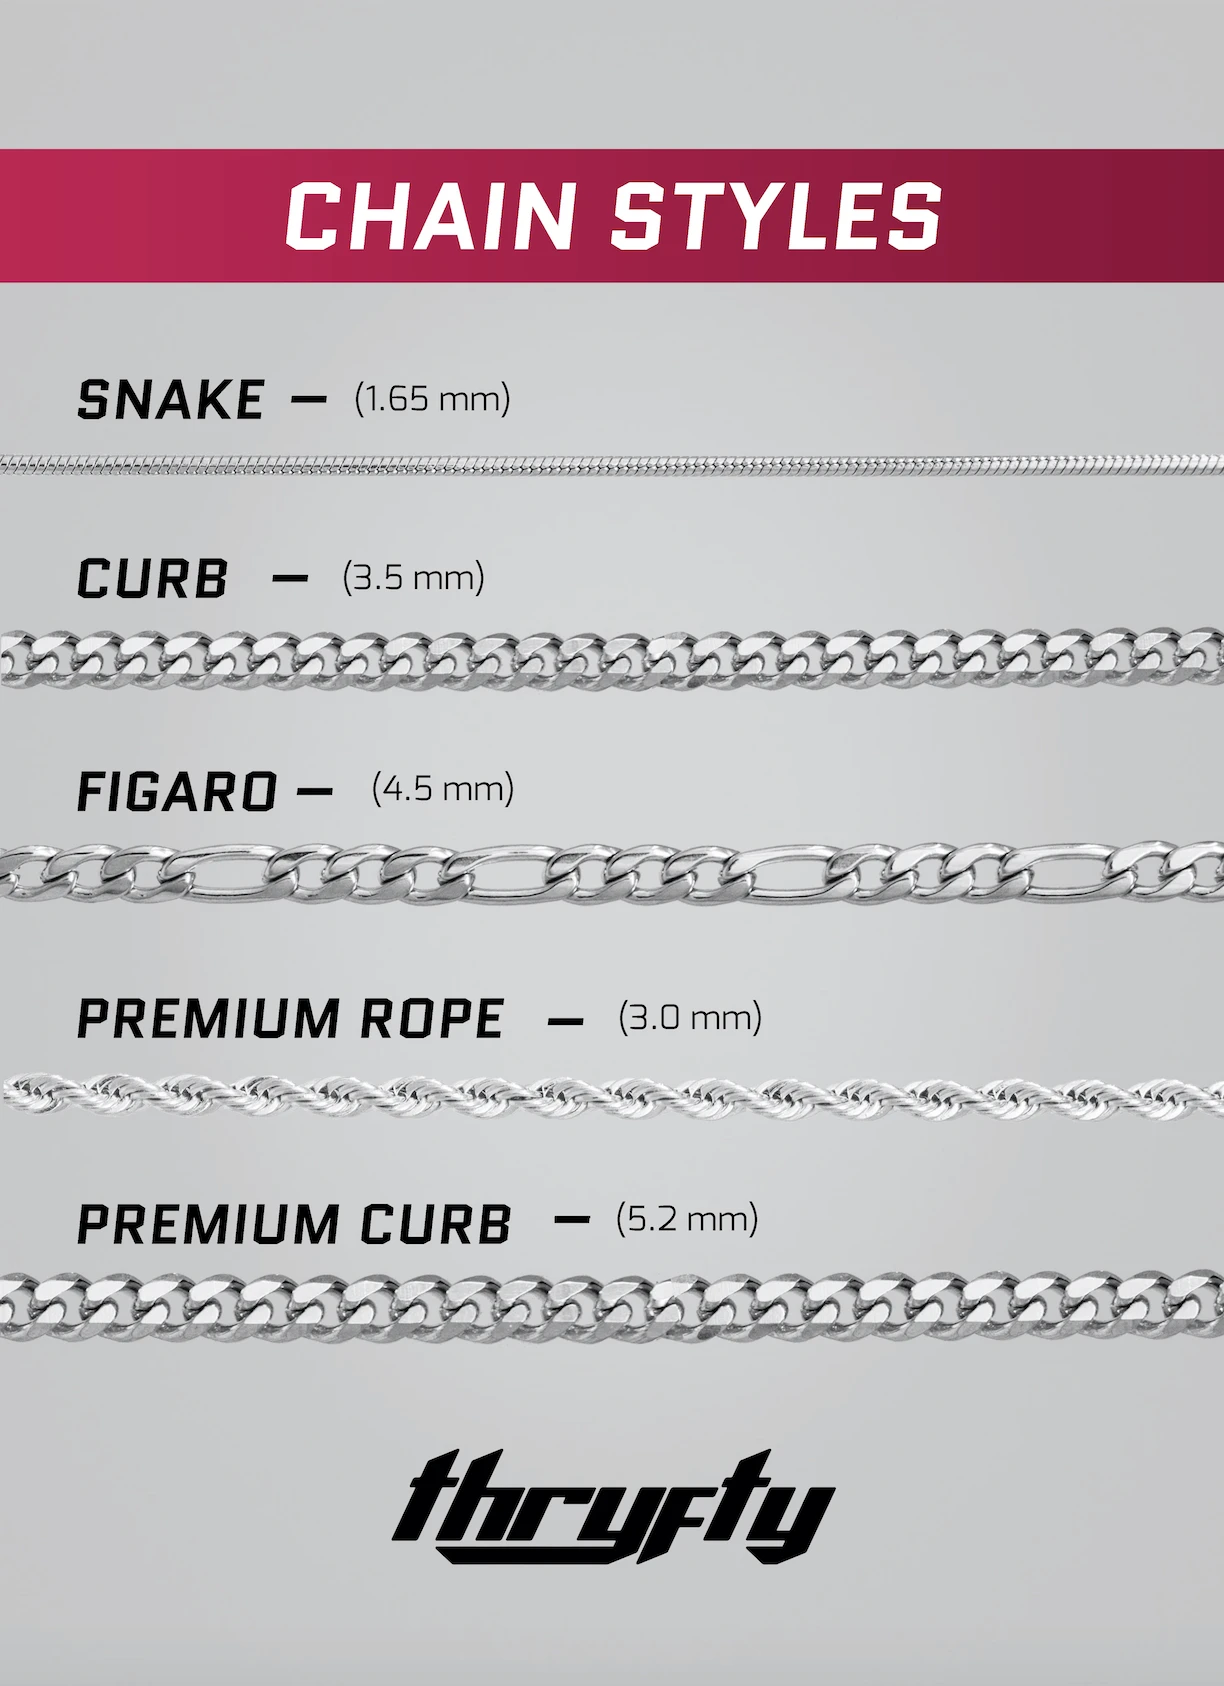 CHAIN STYLES
SNAKE — (1.65 mm)
CURB — (3.5 mm)
FIGARO — (4.5 mm)
PREMIUM ROPE — (3.0 mm)
PREMIUM CURB — (5.2 mm)
thryfty